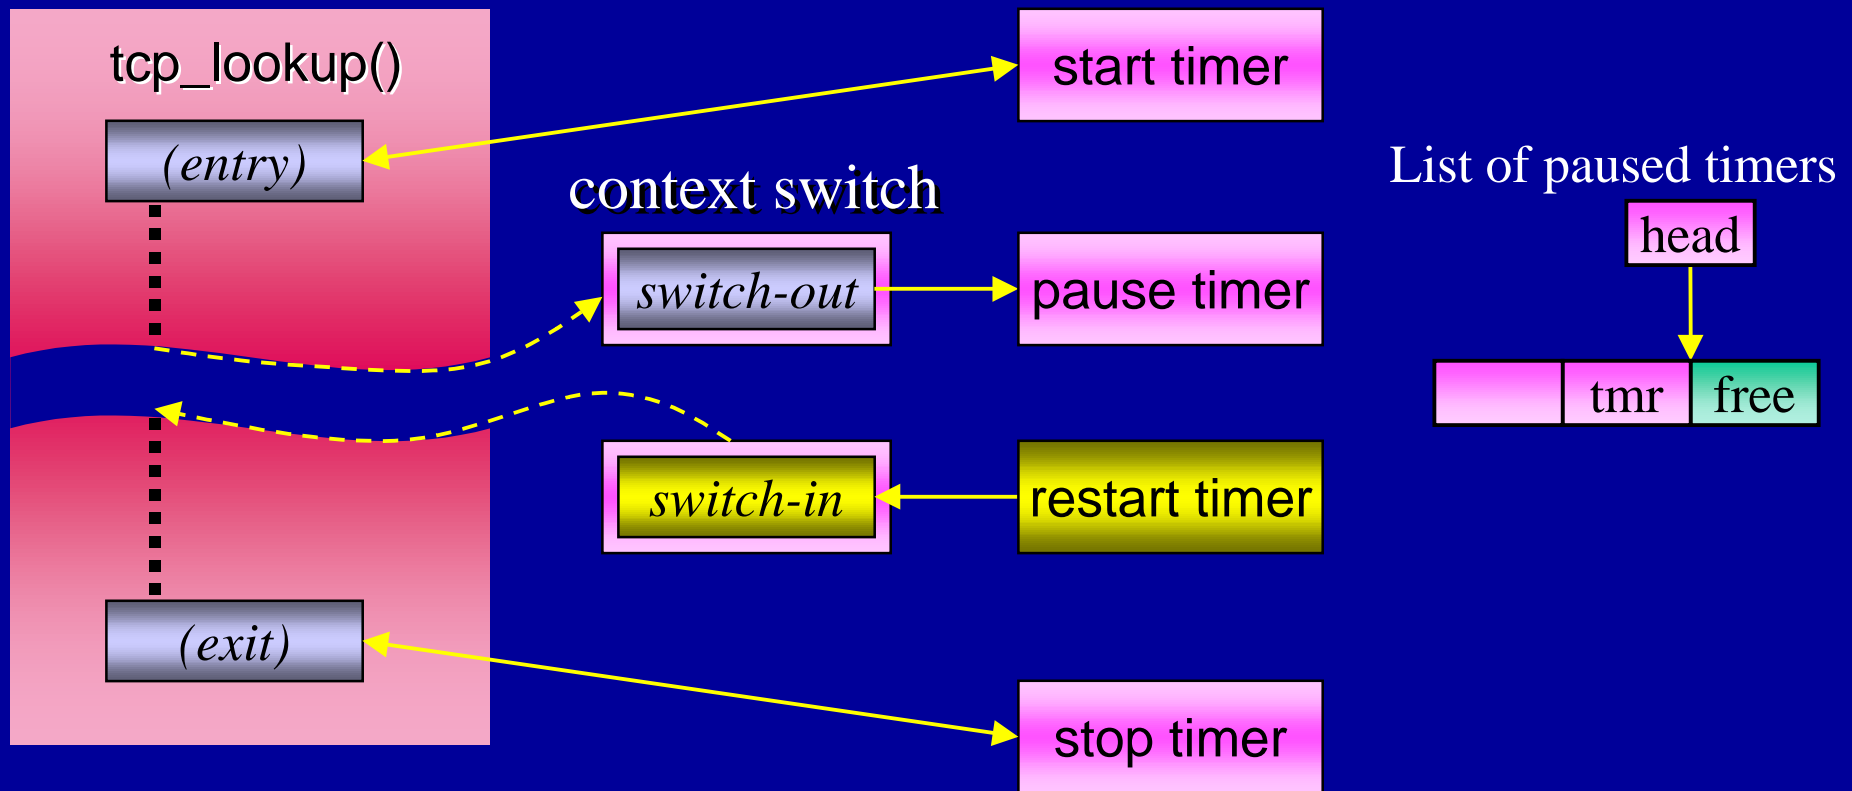 tcp_lookup()
(entry)
start timer
context switch
switch-out
pause timer
List of paused timers
head
tmr
free
switch-in
restart timer
(exit)
stop timer